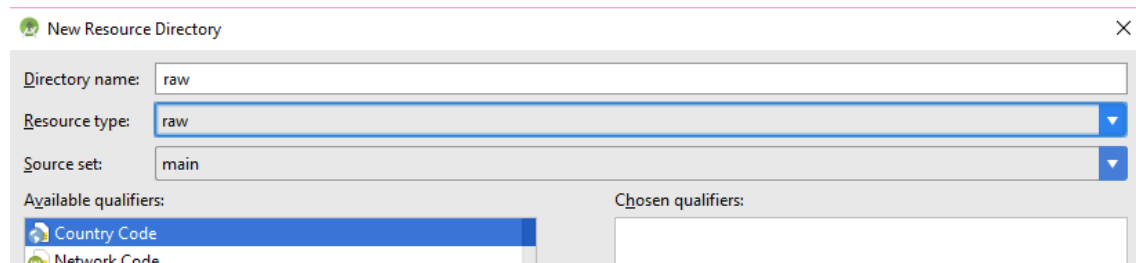 New Resource Directory
Directory name: raw
Resource type: raw
Source set: main
Available qualifiers: Chosen qualifiers:
Country Code
Network Code